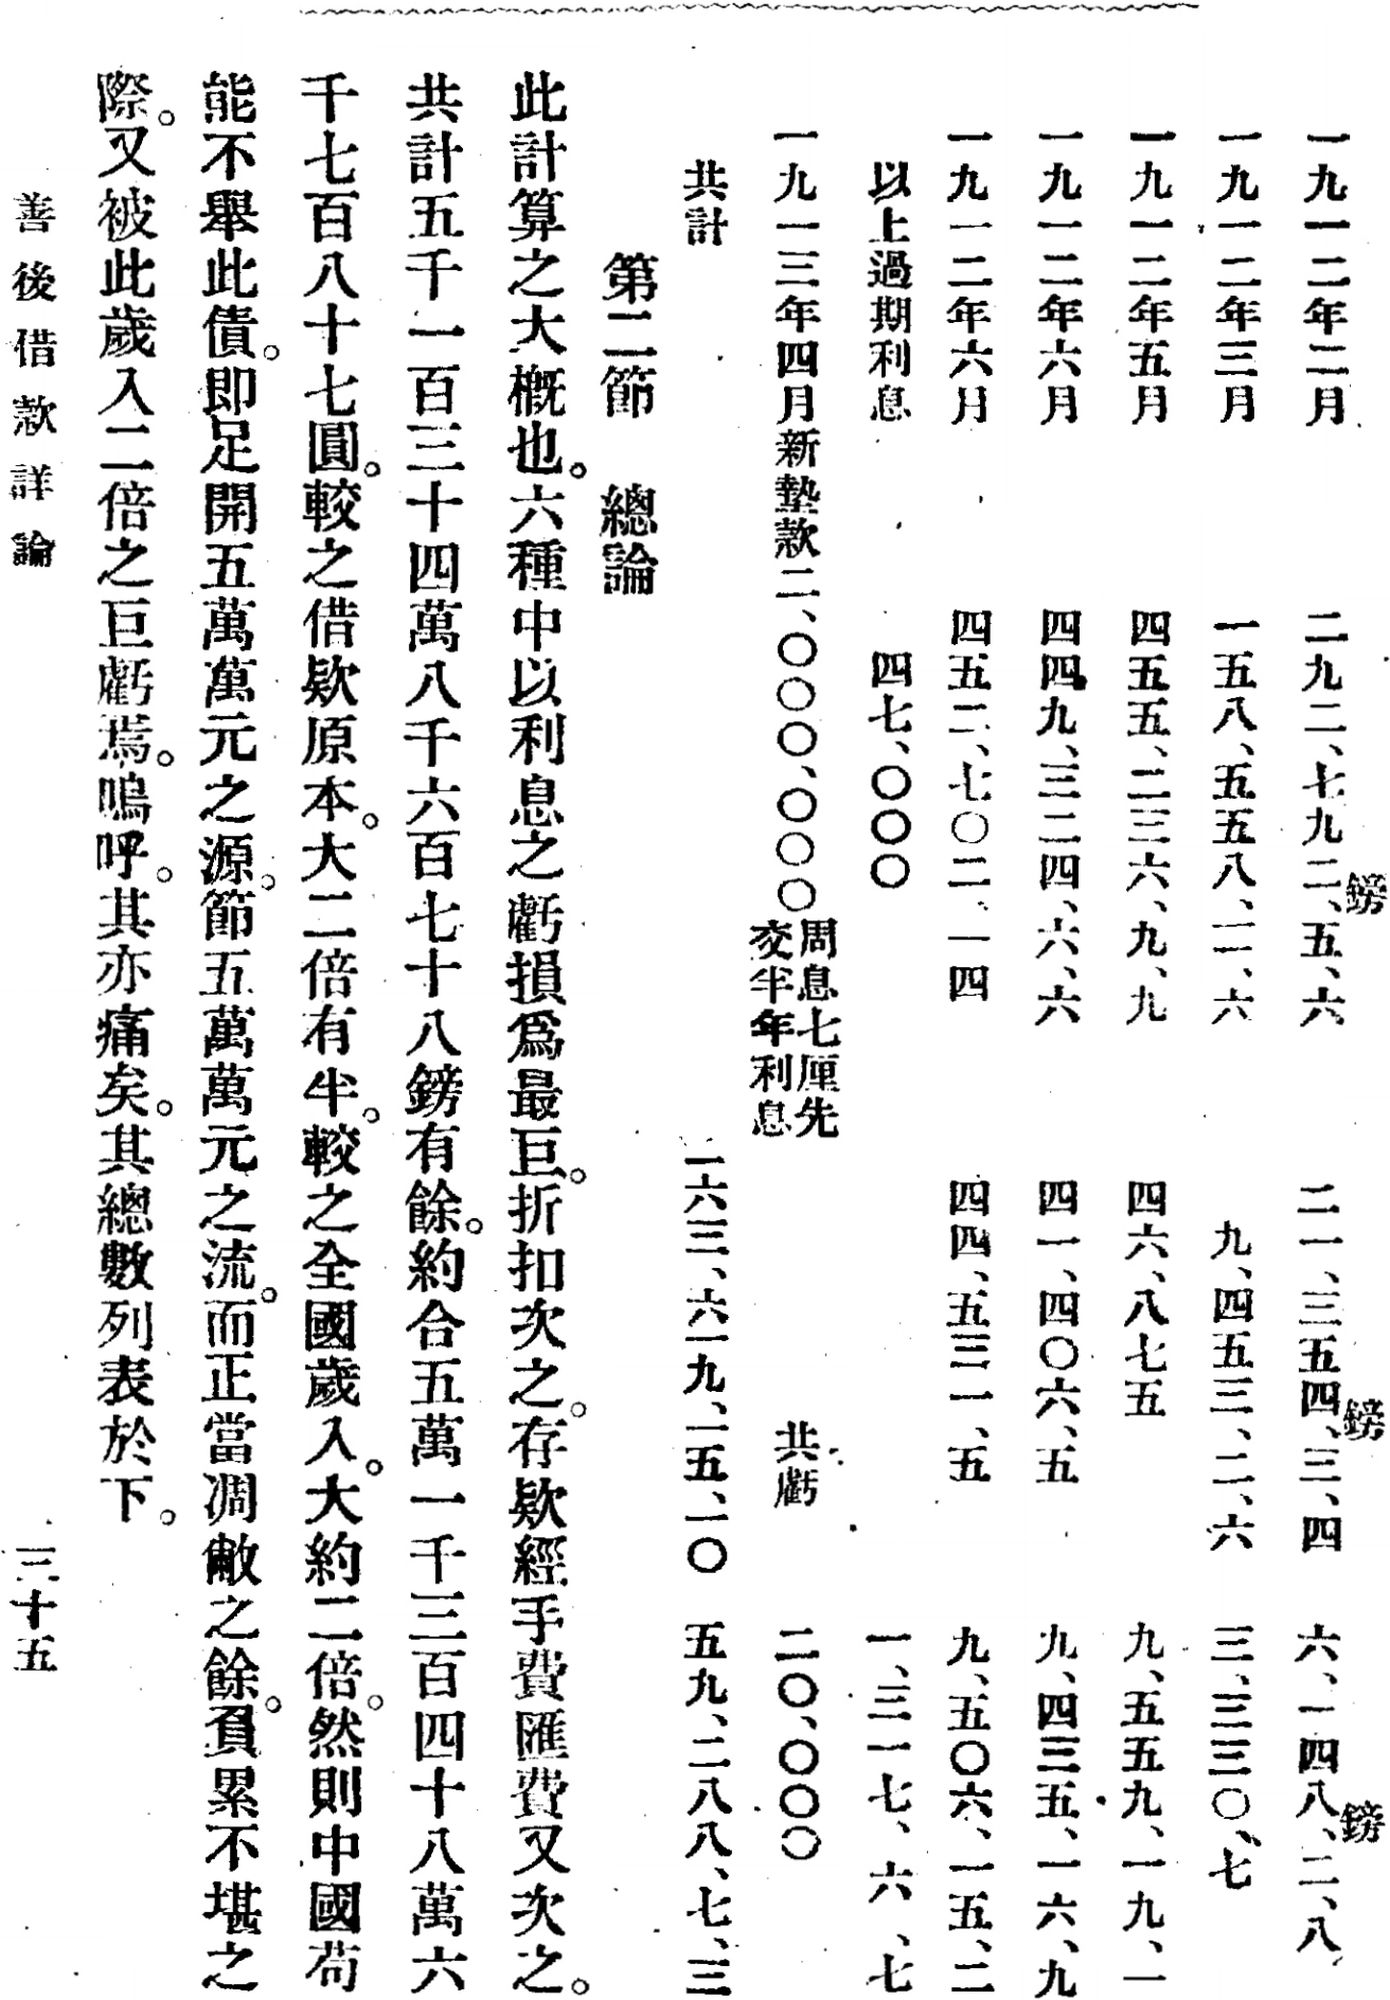 鎊 鎊 鎊
一九一二年二月 二九二、七九二、五、六 二一、三五四、三、四 六、一四八、二、八
一九一二年三月 一五八、五五八、二、六 九、四五三、二、六 三、三三〇、七
一九一二年五月 四五五、二三六、九、九 四六、八七五 九、五五九、一九、一
一九一二年六月 四四九、三二四、六、六 四一、四〇六、五 九、四三五、一六、九
一九一二年六月 四五二、七〇二、一四 四四、五三一、五 九、五〇六、一五、二
以上過期利息 四七、〇〇〇 一、三一七、六、七
一九一三年四月新墊款二、〇〇〇、〇〇〇周息七厘先交半年利息 共虧 二〇、〇〇〇
共計 一六三、六一九、一五、一〇 五九、二八八、七、三
第二節 總論
此計算之大概也。六種中以利息之虧損爲最巨。折扣次之。存欵經手費匯費又次之。
共計五千一百三十四萬八千六百七十八鎊有餘。約合五萬一千三百四十八萬六
千七百八十七圓。較之借欵原本。大二倍有半。較之全國歲入。大約二倍。然則中國苟
能不舉此債。即足開五萬萬元之源。節五萬萬元之流。而正當凋敝之餘。負累不堪之
際。又被此歲入二倍之巨虧焉。嗚呼。其亦痛矣。其總數列表於下。
善後借款詳論 三十五